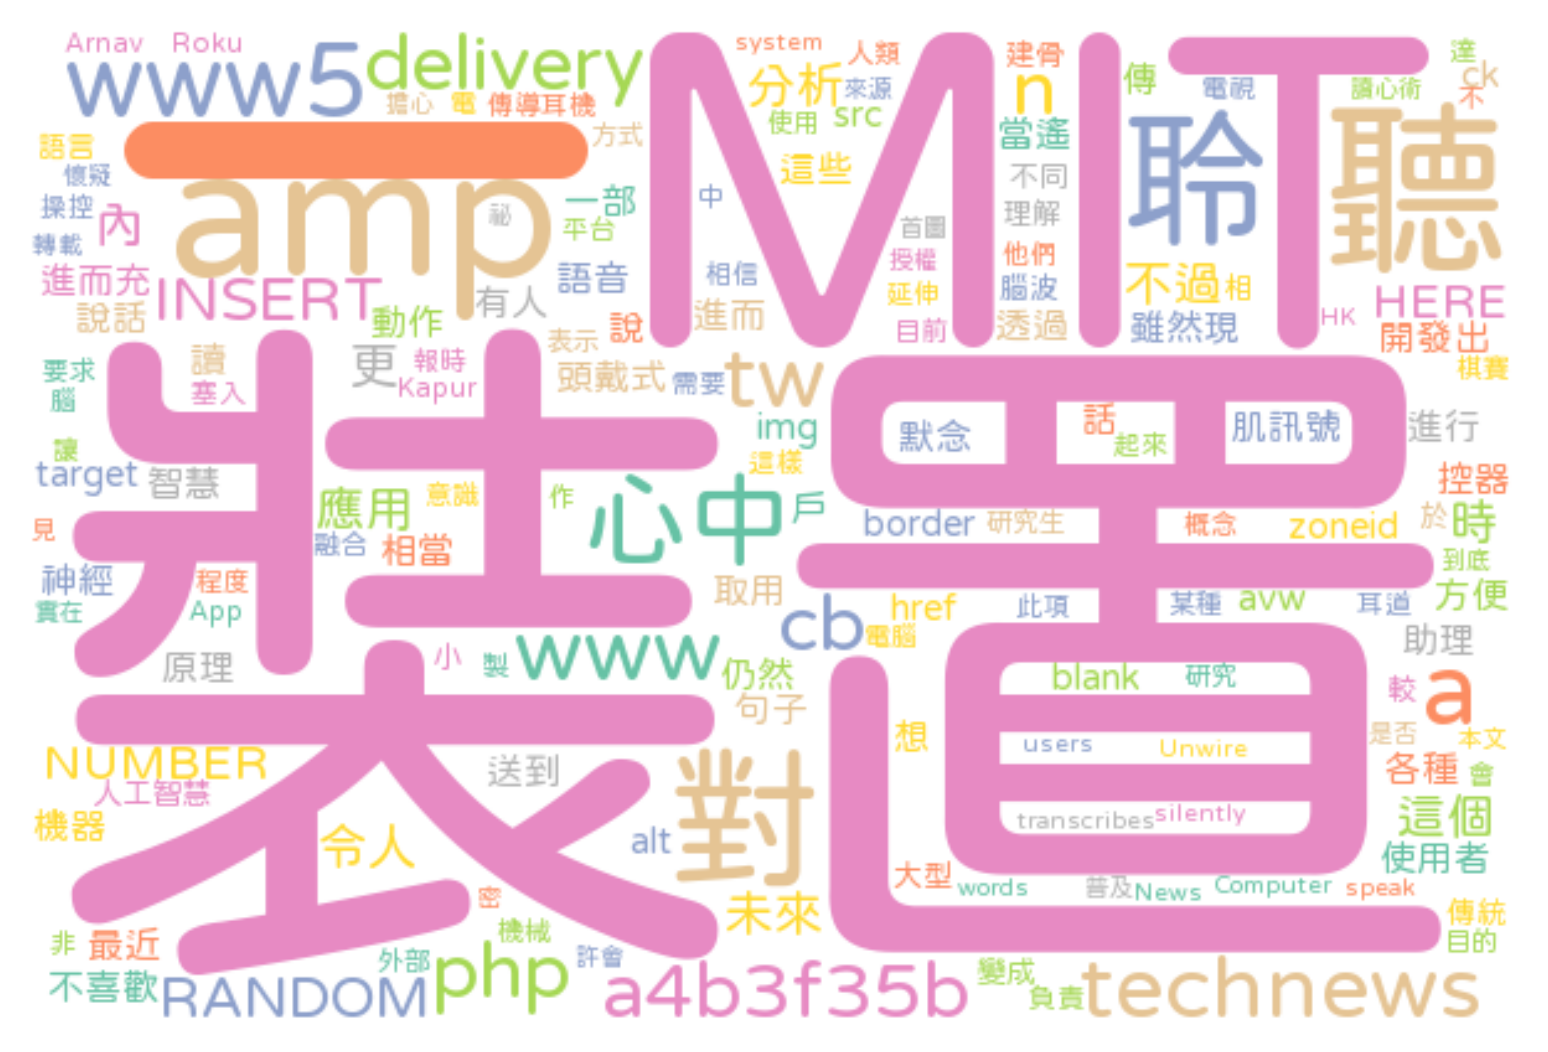 Arnav Roku
www5 delivery
擔心 電 傳導耳機
MIT
system 人類
分析 來源
使用 src
這些
建骨
n 傳 電視 讀心術 達
ck
不
當遙 聆 聽
一
方式
語言
懷疑
操控 內
轉載
amp
祕
一部
平台
中
不同
理解
首圖
他們
授權
腦波
延伸
目前
透過
不過 相
雖然現
HK HERE
開發出
棋賽
進而充 INSERT
說話
動作 有人
語音 相信
表示 說 進而
裝置
要求
腦
讓
讀
塞入
更 報時
Kapur
頭戴式 需要 tw
img
這樣
默念 話 起來 肌訊號 進行
target 智慧
應用 意識 作 心中 戶
融合 相當
border 研究生 概念 zoneid 於 時
控器
見
神經 程度
實在 App
取用 cb href 電腦 此項 某種 avw 耳道 方便
到底
助理
原理 小 製 www 仍然
句子
blank 研究 較 a
想 users Unwire 是否 本文
NUMBER
人工智慧
機器
送到
令人
alt 對
transcribes silently
各種 會
這個
使用者
大型 words 普及 News Computer speak
密 未來 傳統
目的
非 最近
機械
不喜歡 RANDOM 外部 php 許會 a4b3f35b 變成
負責 technews